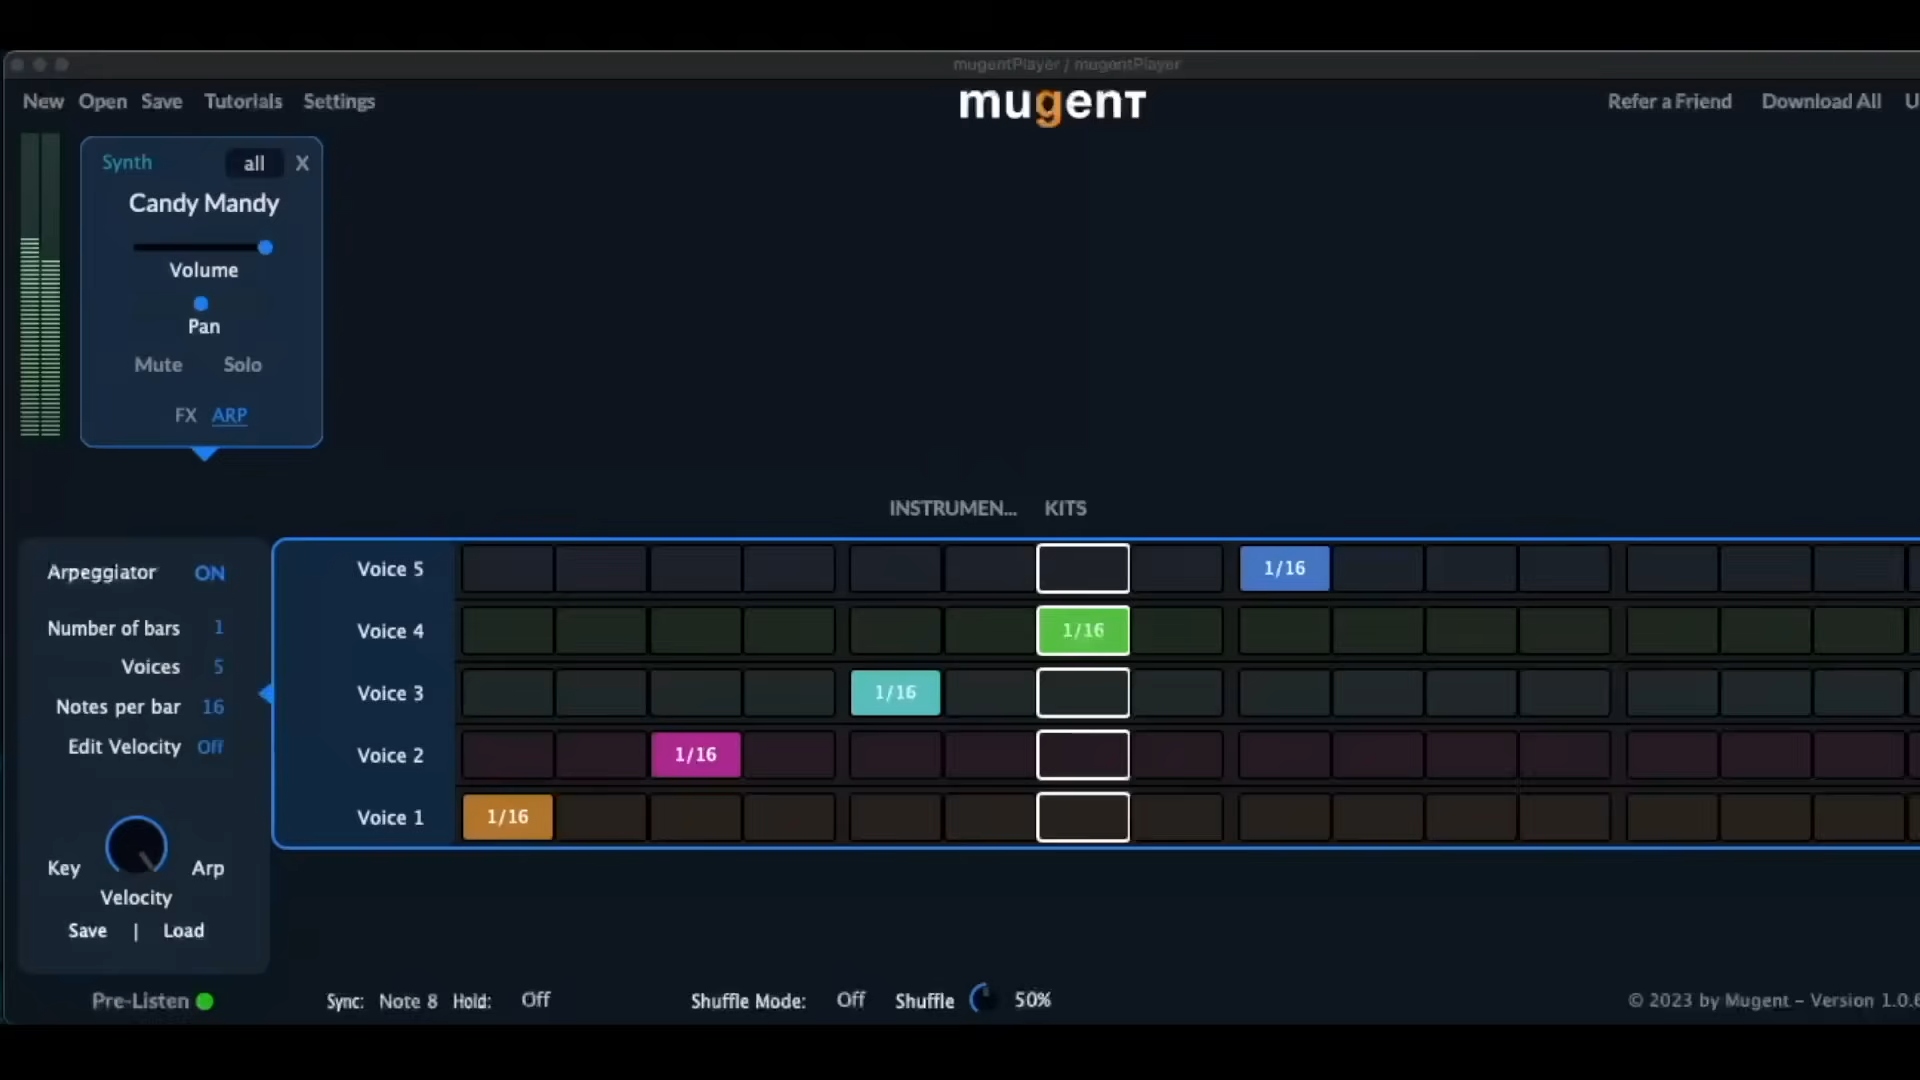 mugentPlayer / mugentPlayer
New Open Save Tutorials Settings
mugent
Refer a Friend Download All U
Synth all X
Candy Mandy
Volume
Pan
Mute Solo
FX ARP
INSTRUMEN... KITS
Arpeggiator ON
Number of bars 1
Voices 5
Notes per bar 16
Edit Velocity Off
Key Arp
Velocity
Save | Load
Voice 5 1/16
Voice 4 1/16
Voice 3 1/16
Voice 2 1/16
Voice 1 1/16
Pre-Listen Sync: Note 8 Hold: Off Shuffle Mode: Off Shuffle 50%
© 2023 by Mugent - Version 1.0.6